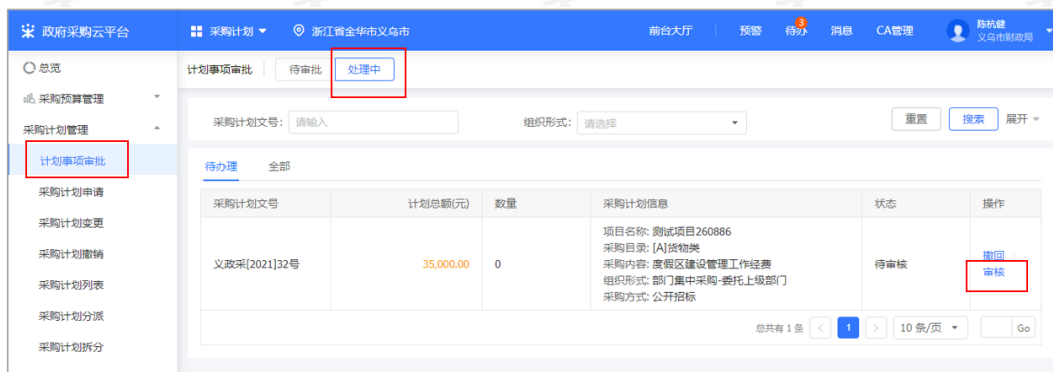 政府采购云平台
采购计划
浙江省金华市义乌市
前台大厅
预警
待办
3
消息
CA管理
陈杭健
义乌市财政局
总览
采购预算管理
采购计划管理
计划事项审批
采购计划申请
采购计划变更
采购计划撤销
采购计划列表
采购计划分派
采购计划拆分
计划事项审批
待审批
处理中
采购计划文号: 请输入
组织形式: 请选择
重置
搜索
展开
待办理
全部
采购计划文号 计划总额(元) 数量 采购计划信息 状态 操作
义政采[2021]32号 35,000.00 0
项目名称: 测试项目260886
采购目录: [A]货物类
采购内容: 度假区建设管理工作经费
组织形式: 部门集中采购-委托上级部门
采购方式: 公开招标
待审核
撤回
审核
总共有 1 条 < 1 > 10 条/页 Go